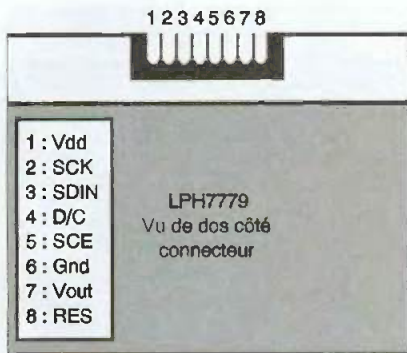 12345678
1 : Vdd
2 : SCK
3 : SDIN
4 : D/C
5 : SCE
6 : Gnd
7 : Vout
8 : RES
LPH7779
Vu de dos côté
connecteur